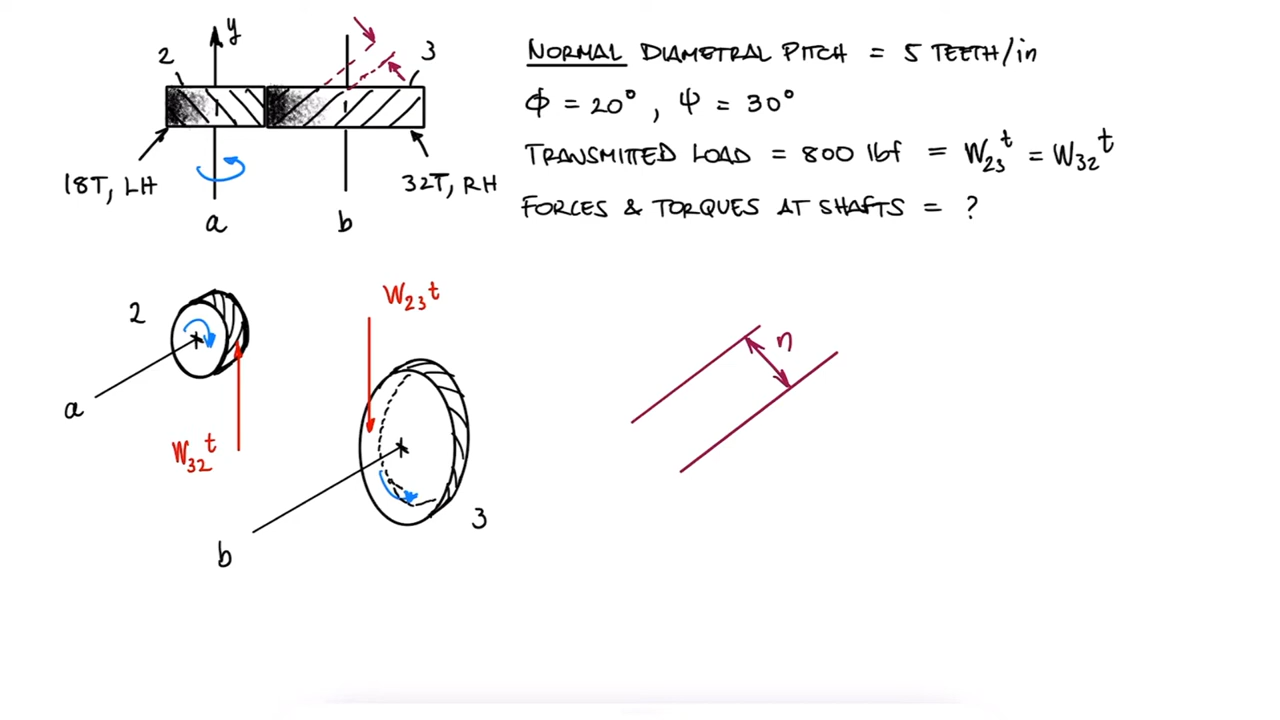 y
2
3
18T, LH
32T, RH
a
b
NORMAL DIAMETRAL PITCH = 5 TEETH/in
Φ = 20°, Ψ = 30°
TRANSMITTED LOAD = 800 lbf = W₂₃ᵗ = W₃₂ᵗ
FORCES & TORQUES AT SHAFTS = ?
2
W₂₃ᵗ
a
W₃₂ᵗ
b
3
n